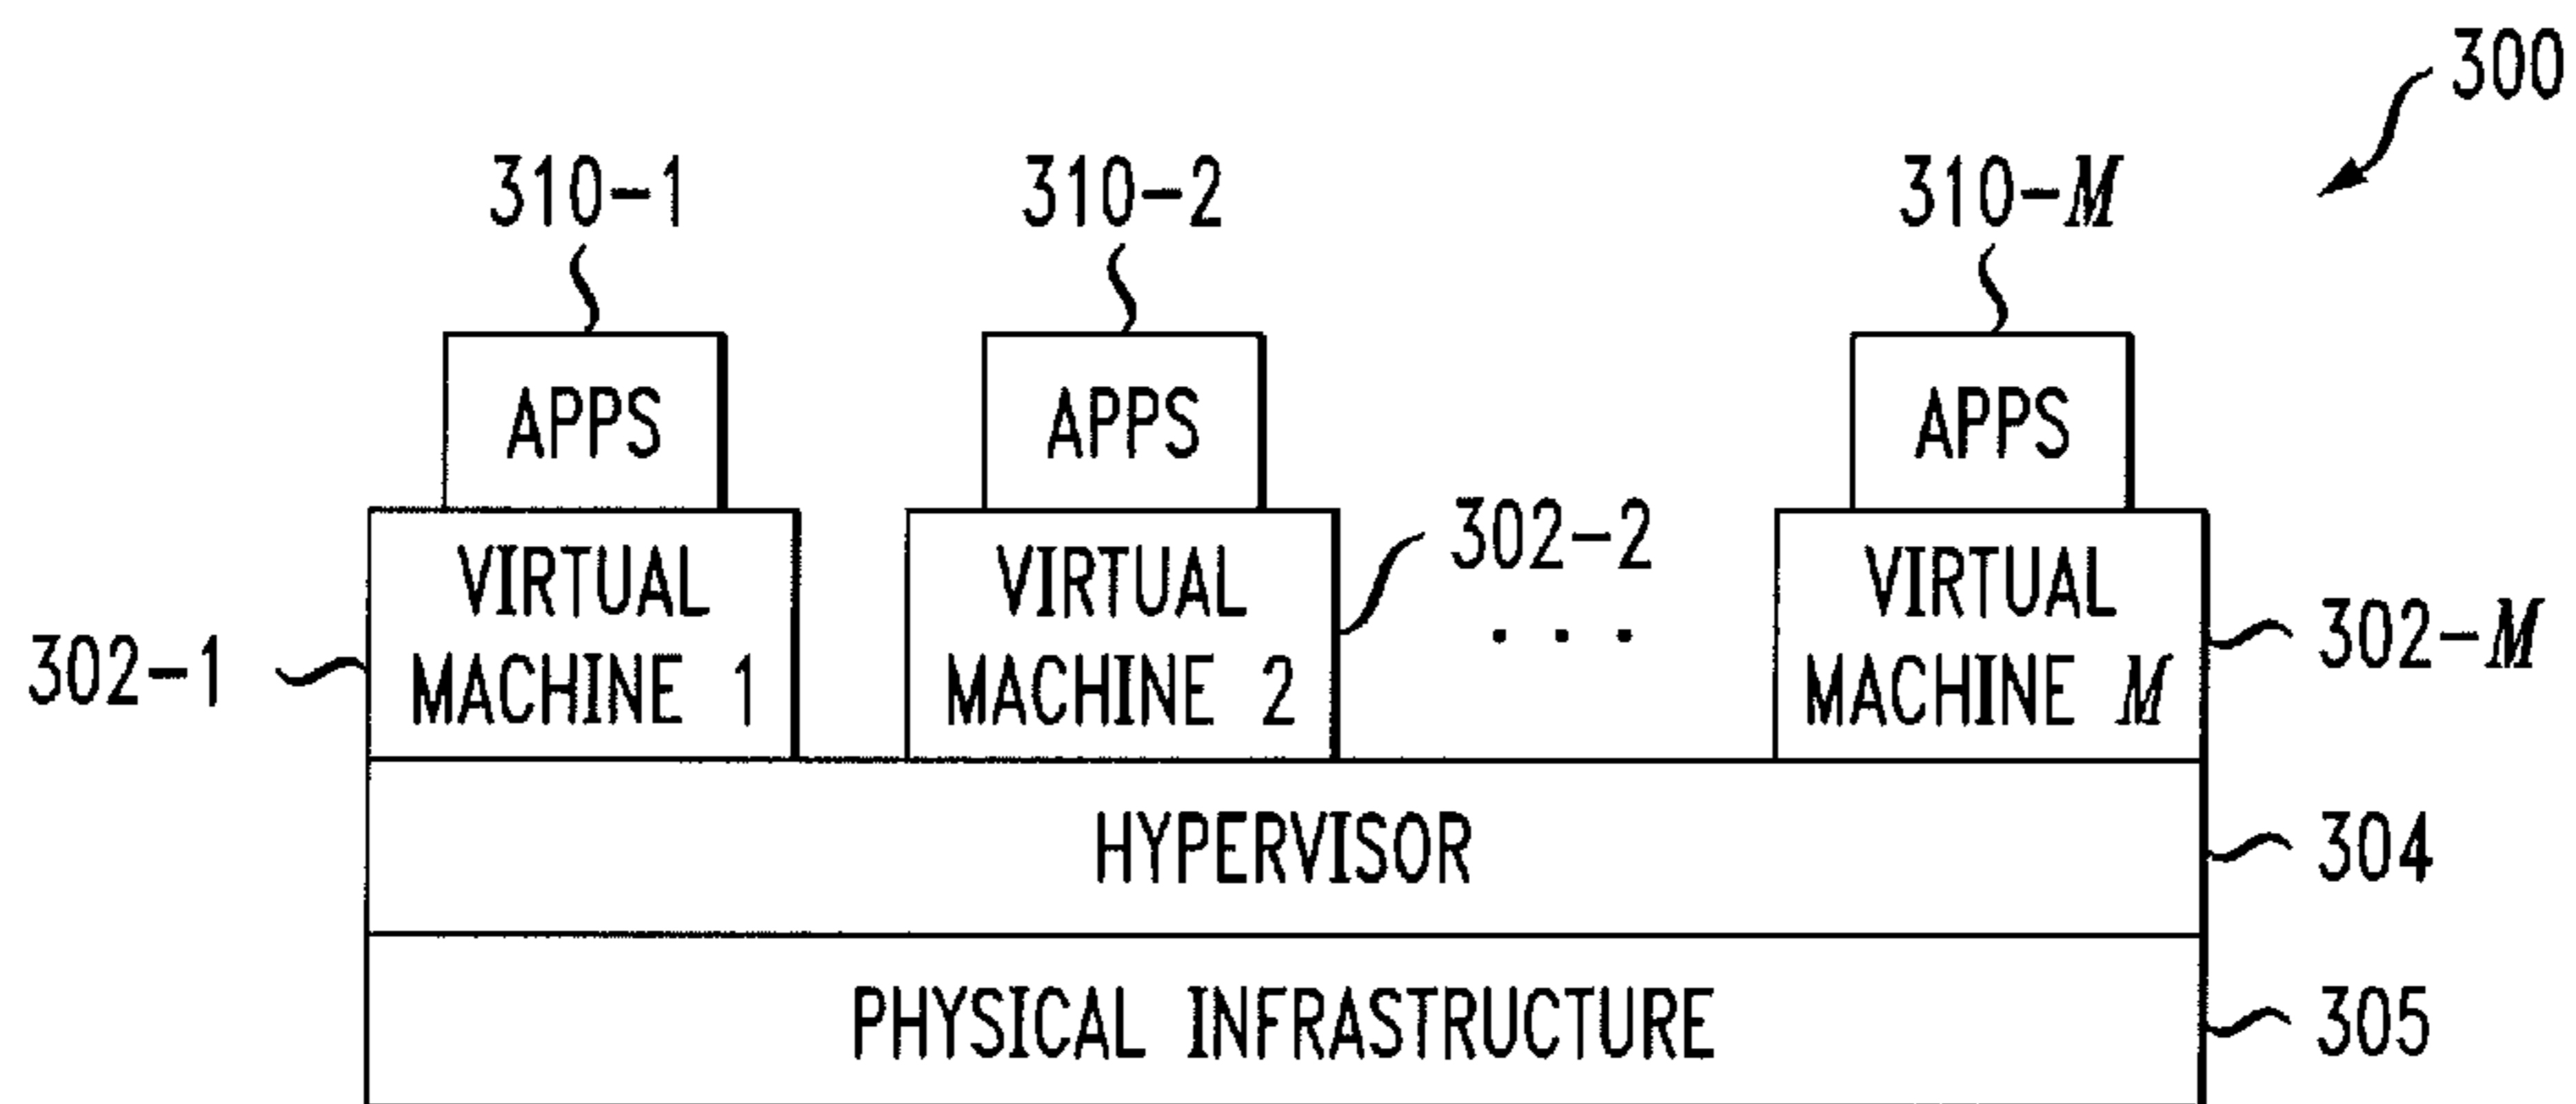 300
310-1
310-2
310-M
APPS
APPS
APPS
VIRTUAL
MACHINE 1
VIRTUAL
MACHINE 2
302-2
. . .
VIRTUAL
MACHINE M
302-1
302-M
HYPERVISOR
304
PHYSICAL INFRASTRUCTURE
305